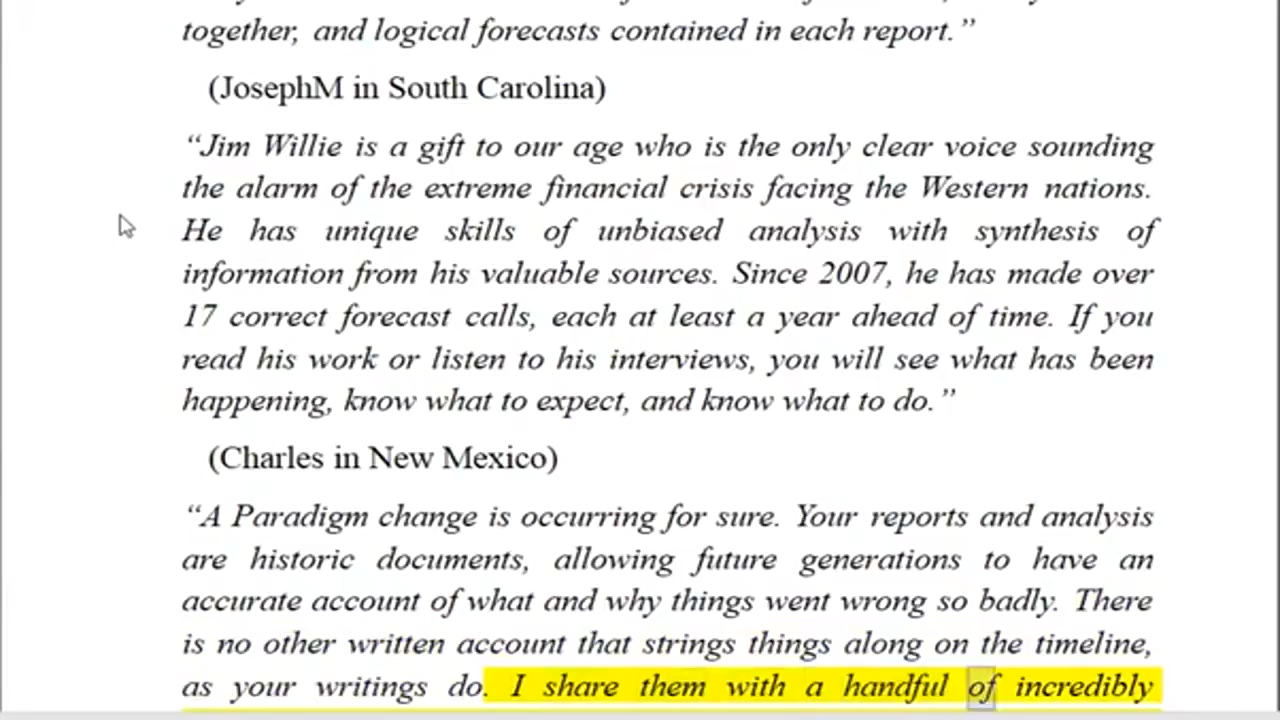 together, and logical forecasts contained in each report.”
(JosephM in South Carolina)
“Jim Willie is a gift to our age who is the only clear voice sounding
the alarm of the extreme financial crisis facing the Western nations.
He has unique skills of unbiased analysis with synthesis of
information from his valuable sources. Since 2007, he has made over
17 correct forecast calls, each at least a year ahead of time. If you
read his work or listen to his interviews, you will see what has been
happening, know what to expect, and know what to do.”
(Charles in New Mexico)
“A Paradigm change is occurring for sure. Your reports and analysis
are historic documents, allowing future generations to have an
accurate account of what and why things went wrong so badly. There
is no other written account that strings things along on the timeline,
as your writings do. I share them with a handful of incredibly